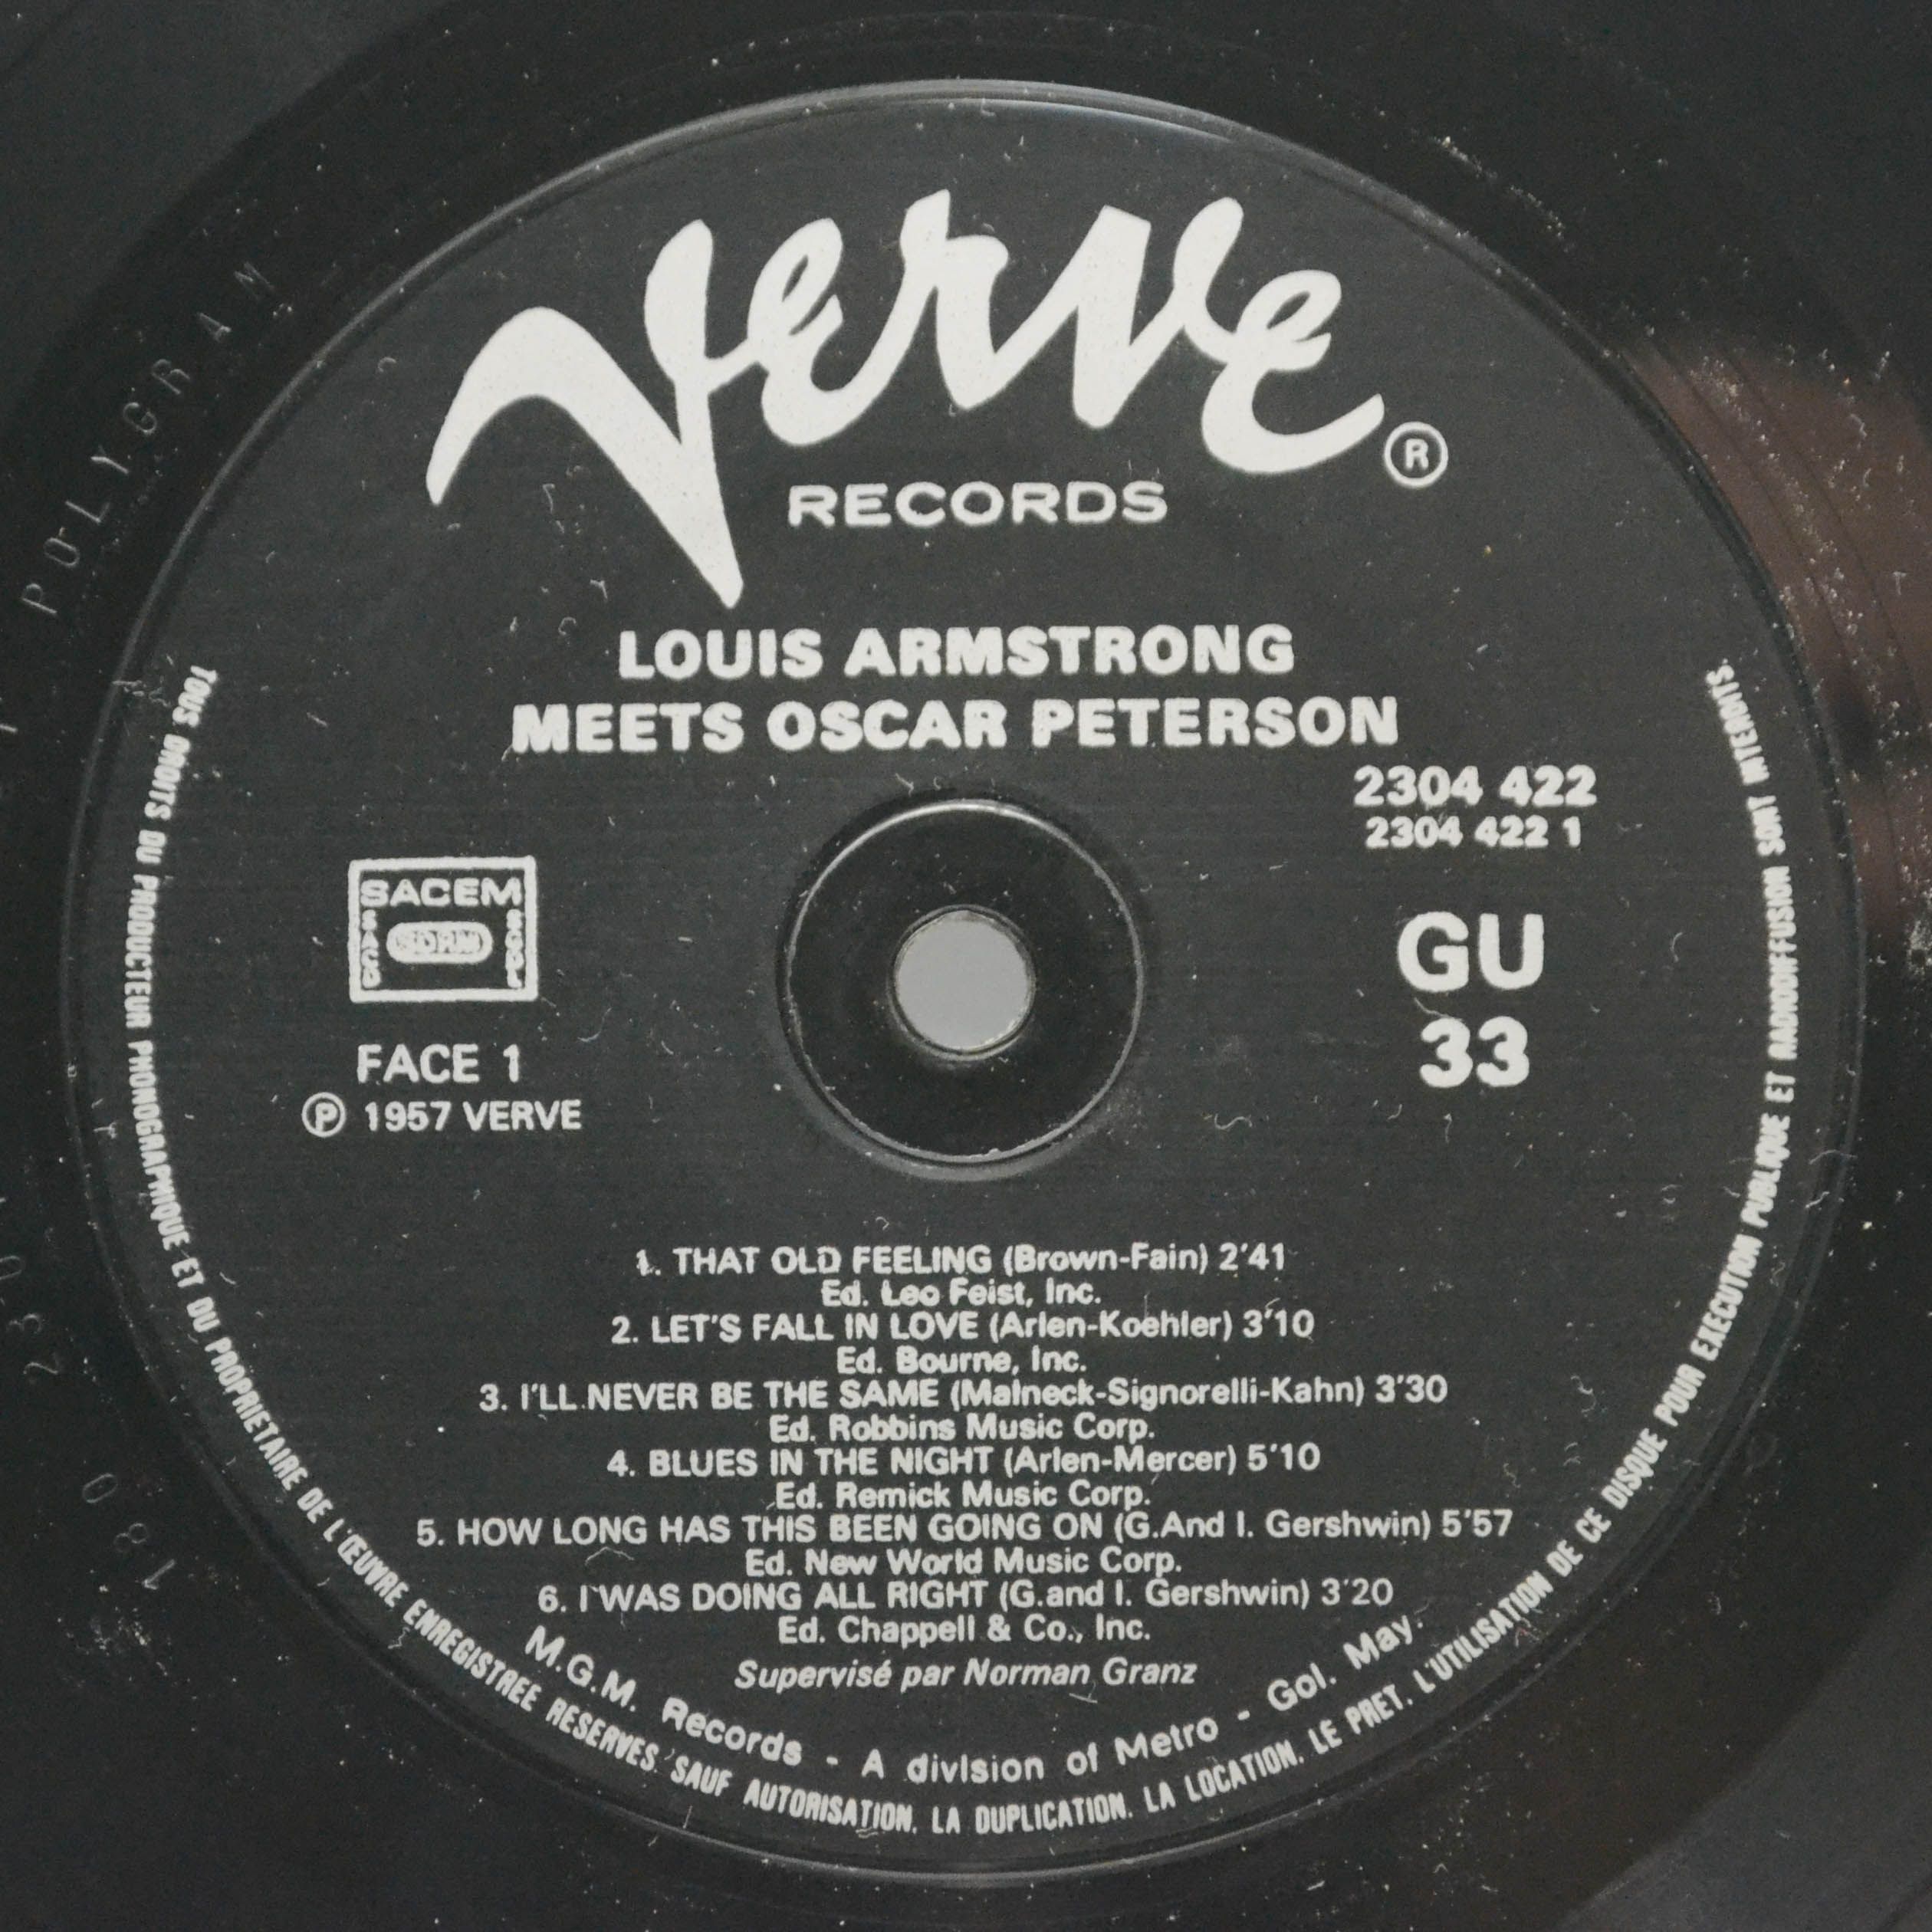 Verve ®
RECORDS
LOUIS ARMSTRONG
MEETS OSCAR PETERSON
2304 422
2304 422 1
SACEM
SACD SDRM SGDL
FACE 1
℗ 1957 VERVE
GU
33
1. THAT OLD FEELING (Brown-Fain) 2'41
Ed. Leo Feist, Inc.
2. LET'S FALL IN LOVE (Arlen-Koehler) 3'10
Ed. Bourne, Inc.
3. I'LL NEVER BE THE SAME (Malneck-Signorelli-Kahn) 3'30
Ed. Robbins Music Corp.
4. BLUES IN THE NIGHT (Arlen-Mercer) 5'10
Ed. Remick Music Corp.
5. HOW LONG HAS THIS BEEN GOING ON (G.And I. Gershwin) 5'57
Ed. New World Music Corp.
6. I WAS DOING ALL RIGHT (G.and I. Gershwin) 3'20
Ed. Chappell & Co., Inc.
Supervisé par Norman Granz
M.G.M. Records - A division of Metro - Gol. May.
TOUS DROITS DU PRODUCTEUR PHONOGRAPHIQUE ET DU PROPRIETAIRE DE L'ŒUVRE ENREGISTREE RESERVES. SAUF AUTORISATION, LA DUPLICATION, LA LOCATION, LE PRET, L'UTILISATION DE CE DISQUE POUR EXECUTION PUBLIQUE ET RADIODIFFUSION SONT INTERDITS.
POLYGRAM